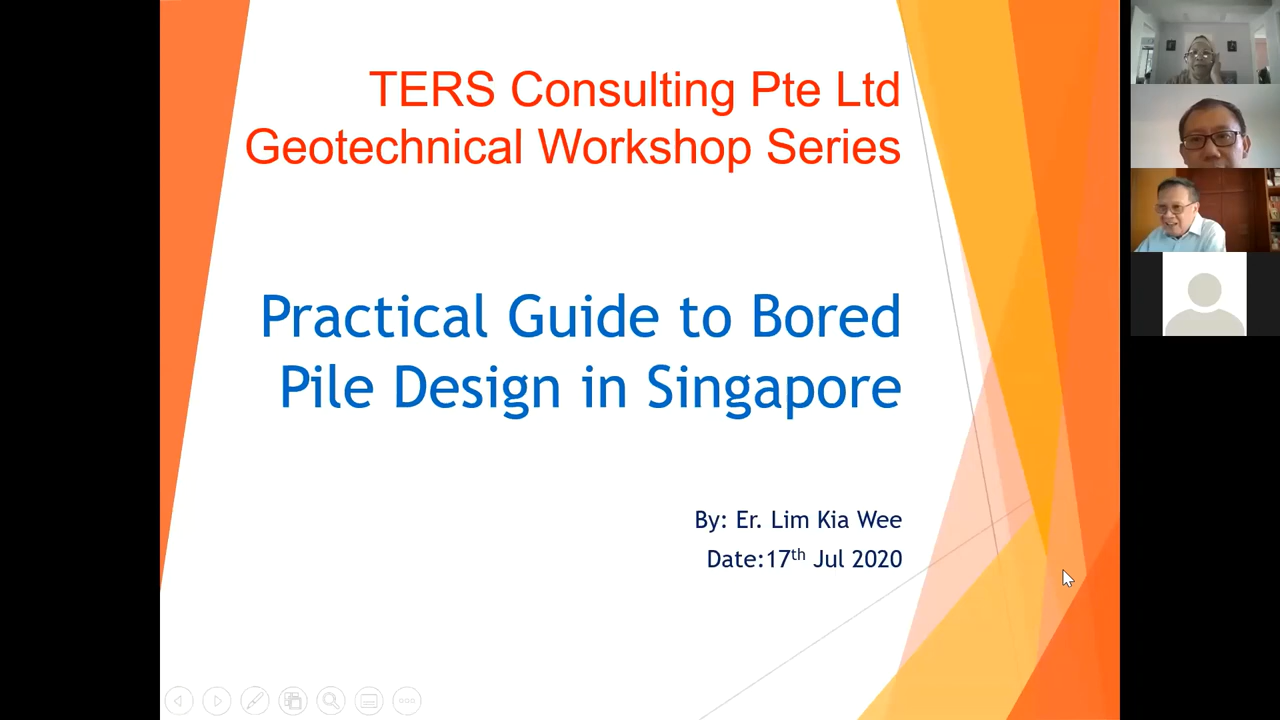 TERS Consulting Pte Ltd
Geotechnical Workshop Series
Practical Guide to Bored
Pile Design in Singapore
By: Er. Lim Kia Wee
Date:17th Jul 2020